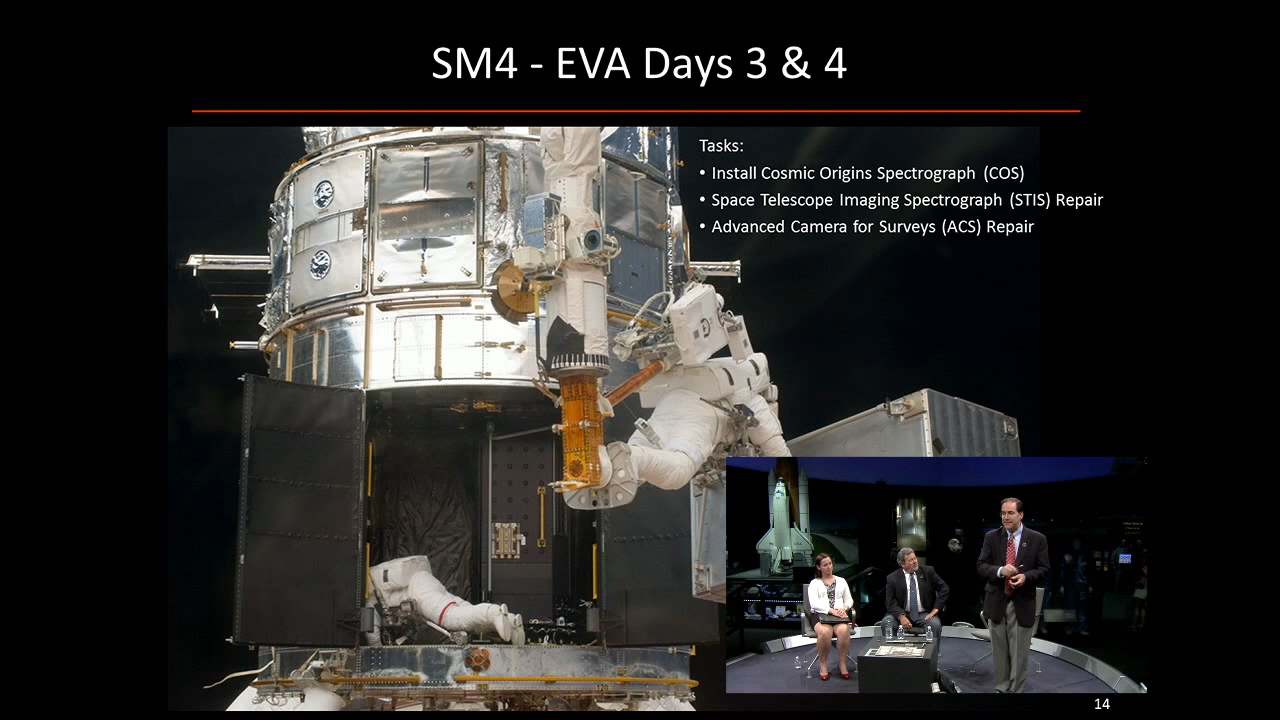 SM4 - EVA Days 3 & 4
Tasks:
• Install Cosmic Origins Spectrograph (COS)
• Space Telescope Imaging Spectrograph (STIS) Repair
• Advanced Camera for Surveys (ACS) Repair
14